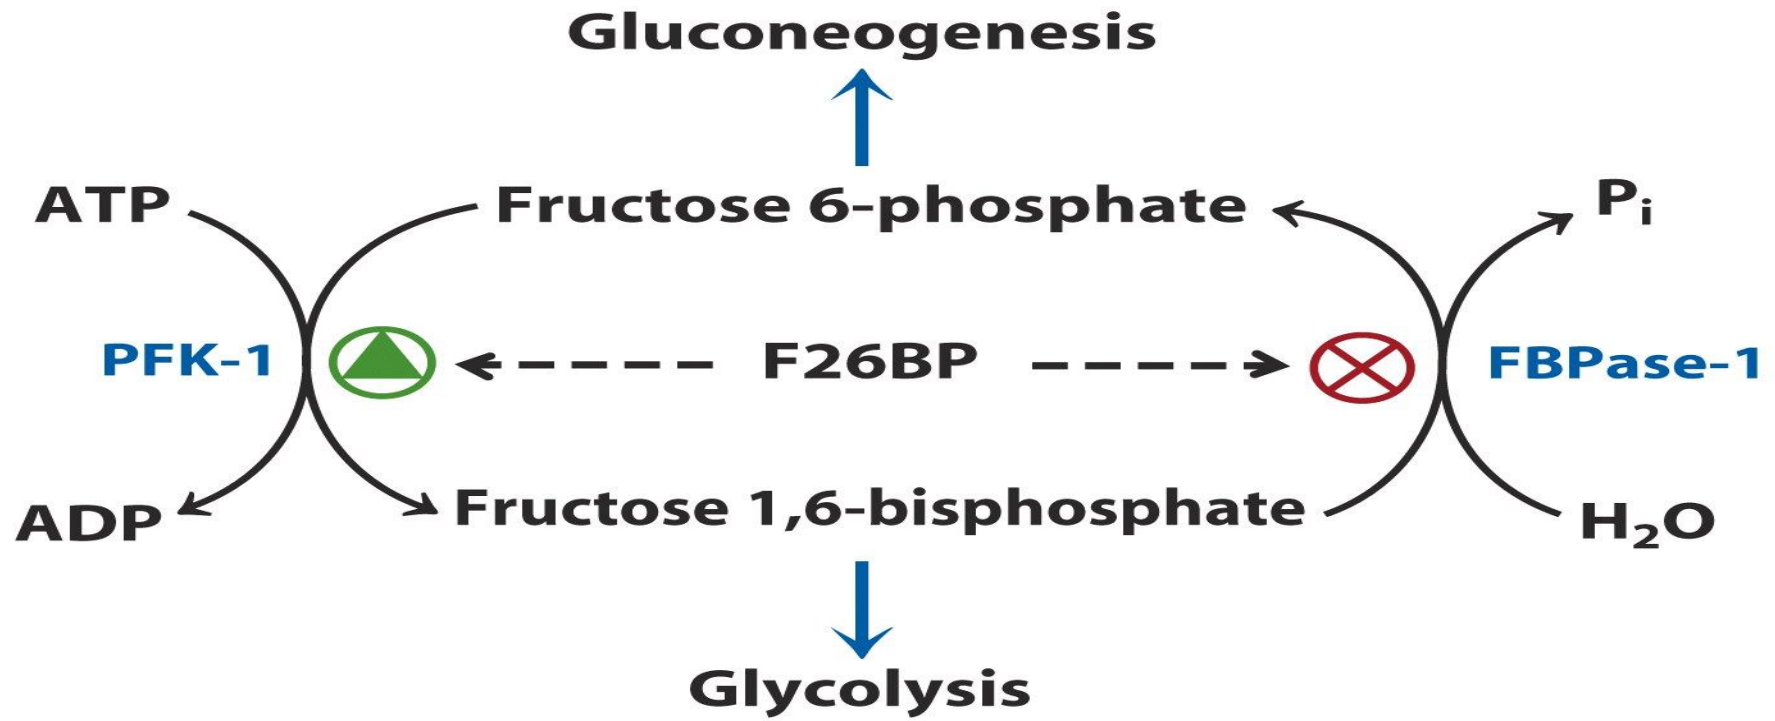 Gluconeogenesis
ATP
Fructose 6-phosphate
Pi
PFK-1
F26BP
FBPase-1
ADP
Fructose 1,6-bisphosphate
H2O
Glycolysis